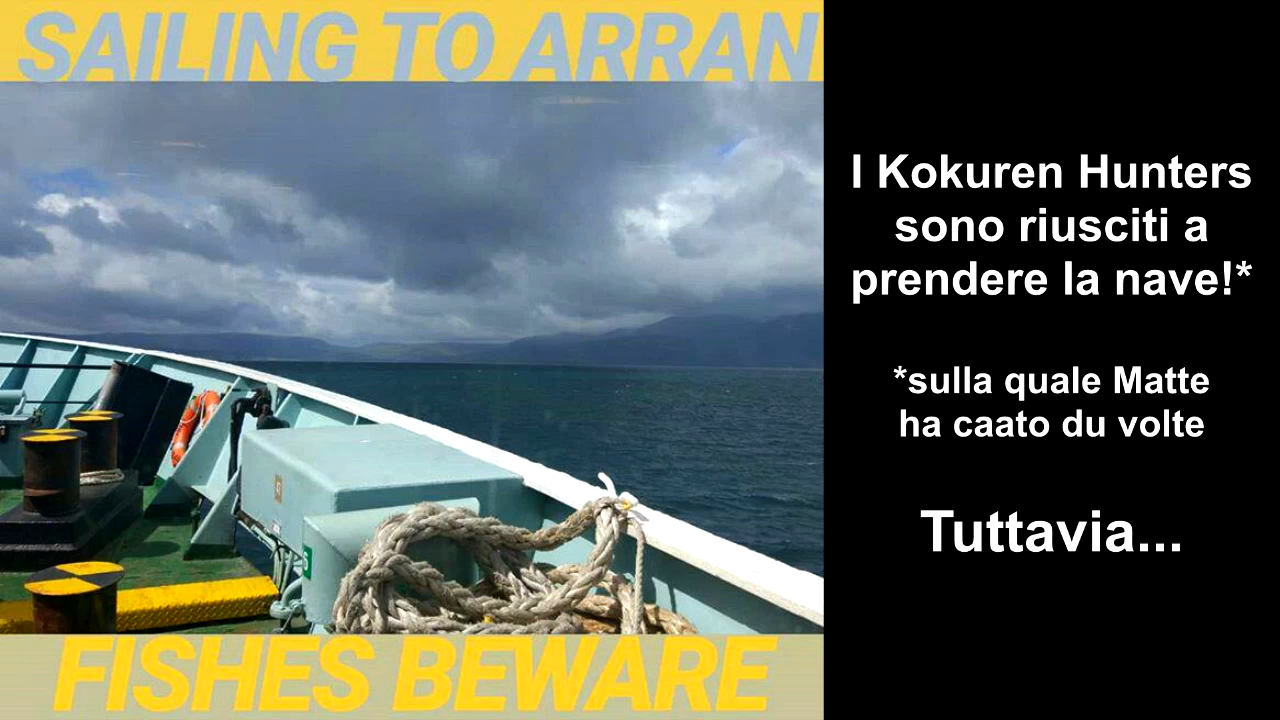 SAILING TO ARRAN
FISHES BEWARE
I Kokuren Hunters
sono riusciti a
prendere la nave!*
*sulla quale Matte
ha caato du volte
Tuttavia...